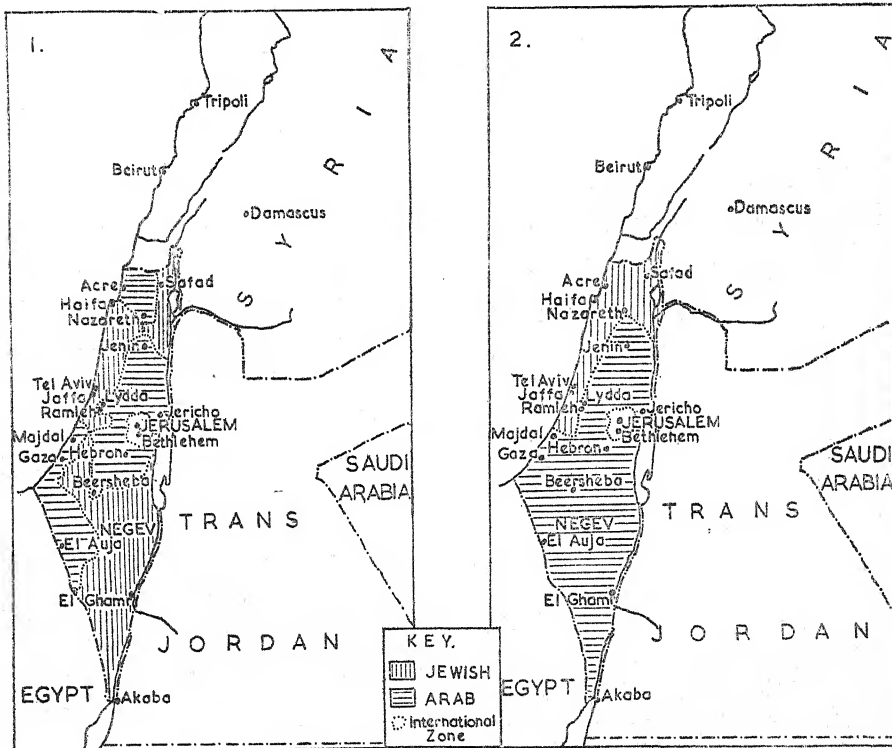 1.
SYRIA
Tripoli
Beirut
Damascus
Acre
Safad
Haifa
Nazareth
Jenin
Tel Aviv
Jaffa
Lydda
Ramleh
Jericho
JERUSALEM
Bethlehem
Majdal
Hebron
Gaza
Beersheba
SAUDI
ARABIA
TRANS
NEGEV
El Auja
El Ghamr
JORDAN
EGYPT
Akaba
KEY.
JEWISH
ARAB
International
Zone
2.
SYRIA
Tripoli
Beirut
Damascus
Acre
Safad
Haifa
Nazareth
Jenin
Tel Aviv
Jaffa
Lydda
Ramleh
Jericho
JERUSALEM
Bethlehem
Majdal
Hebron
Gaza
Beersheba
SAUDI
ARABIA
TRANS
NEGEV
El Auja
El Ghamr
JORDAN
EGYPT
Akaba